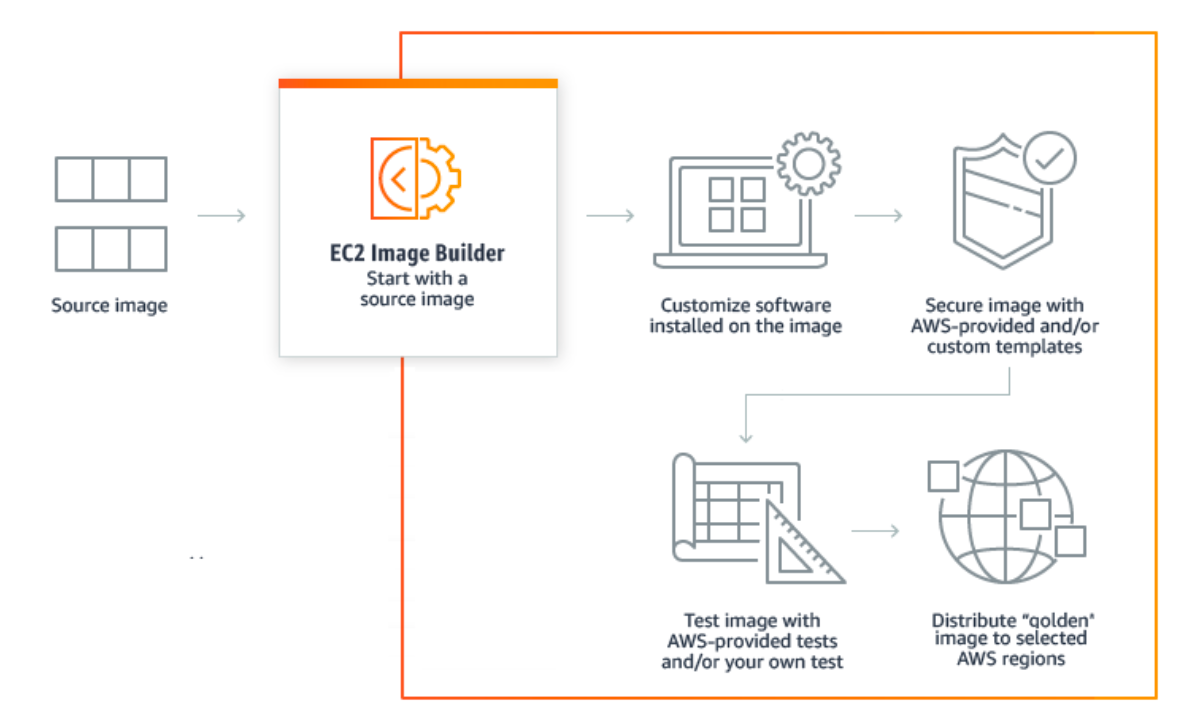 Source image
EC2 Image Builder
Start with a
source image
Customize software
installed on the image
Secure image with
AWS-provided and/or
custom templates
Test image with
AWS-provided tests
and/or your own test
Distribute "qolden"
image to selected
AWS regions